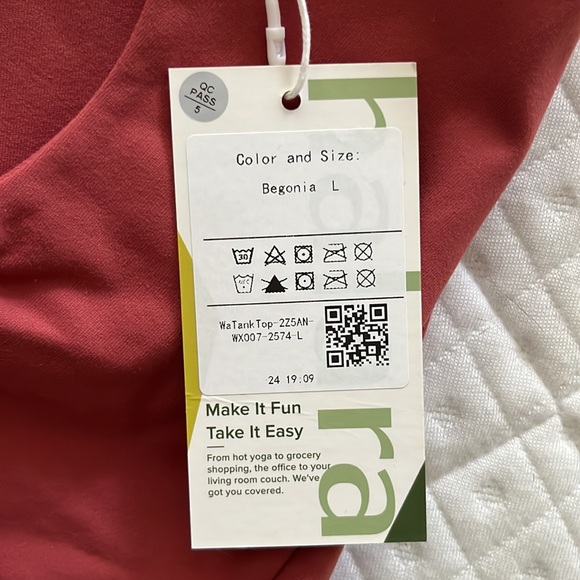 QC
PASS
5
Color and Size:
Begonia L
30
WaTankTop-2Z5AN-
WX007-2574-L
24 19:09
Make It Fun
Take It Easy
From hot yoga to grocery
shopping, the office to your
living room couch. We've
got you covered.
ra